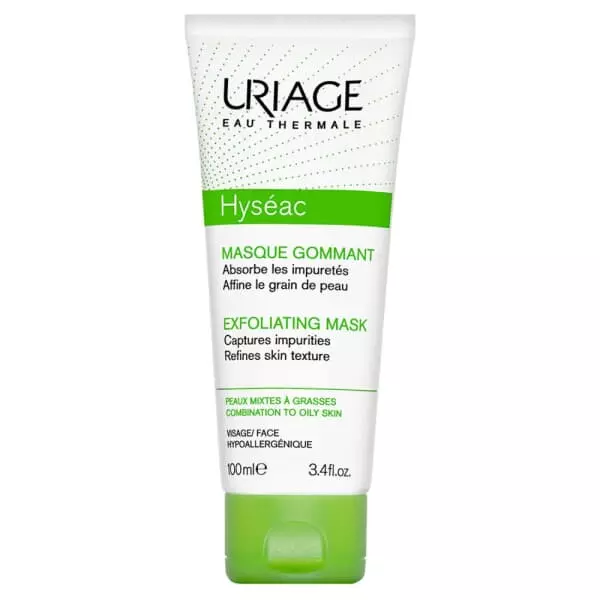 URIAGE
EAU THERMALE
Hyséac
MASQUE GOMMANT
Absorbe les impuretés
Affine le grain de peau
EXFOLIATING MASK
Captures impurities
Refines skin texture
PEAUX MIXTES À GRASSES
COMBINATION TO OILY SKIN
VISAGE/ FACE
HYPOALLERGÉNIQUE
100ml℮ 3.4fl.oz.